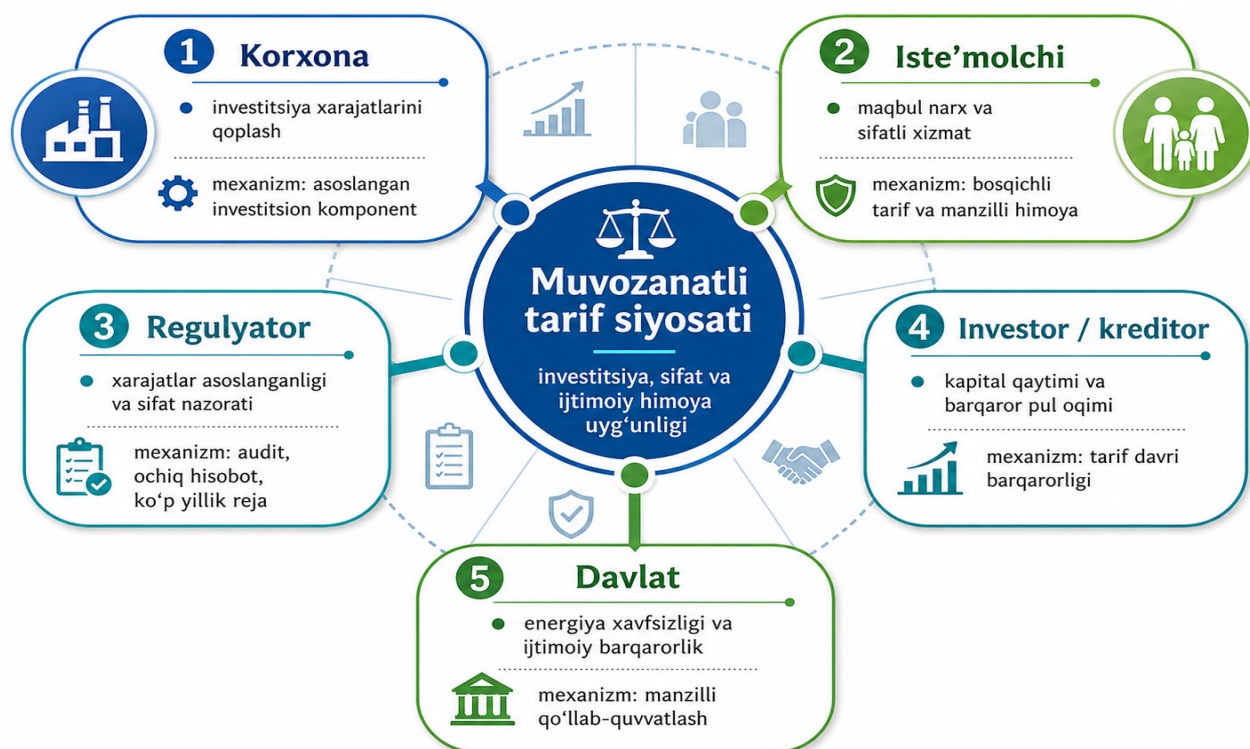 1 Korxona
investitsiya xarajatlarini
qoplash
mexanizm: asoslangan
investitsion komponent
2 Iste’molchi
maqbul narx va
sifatli xizmat
mexanizm: bosqichli
tarif va manzilli himoya
Muvozanatli
tarif siyosati
investitsiya, sifat va
ijtimoiy himoya
uyg‘unligi
3 Regulyator
xarajatlar asoslanganligi
va sifat nazorati
mexanizm: audit,
ochiq hisobot,
ko‘p yillik reja
4 Investor / kreditor
kapital qaytimi va
barqaror pul oqimi
mexanizm: tarif davri
barqarorligi
5 Davlat
energiya xavfsizligi va
ijtimoiy barqarorlik
mexanizm: manzilli
qo‘llab-quvvatlash